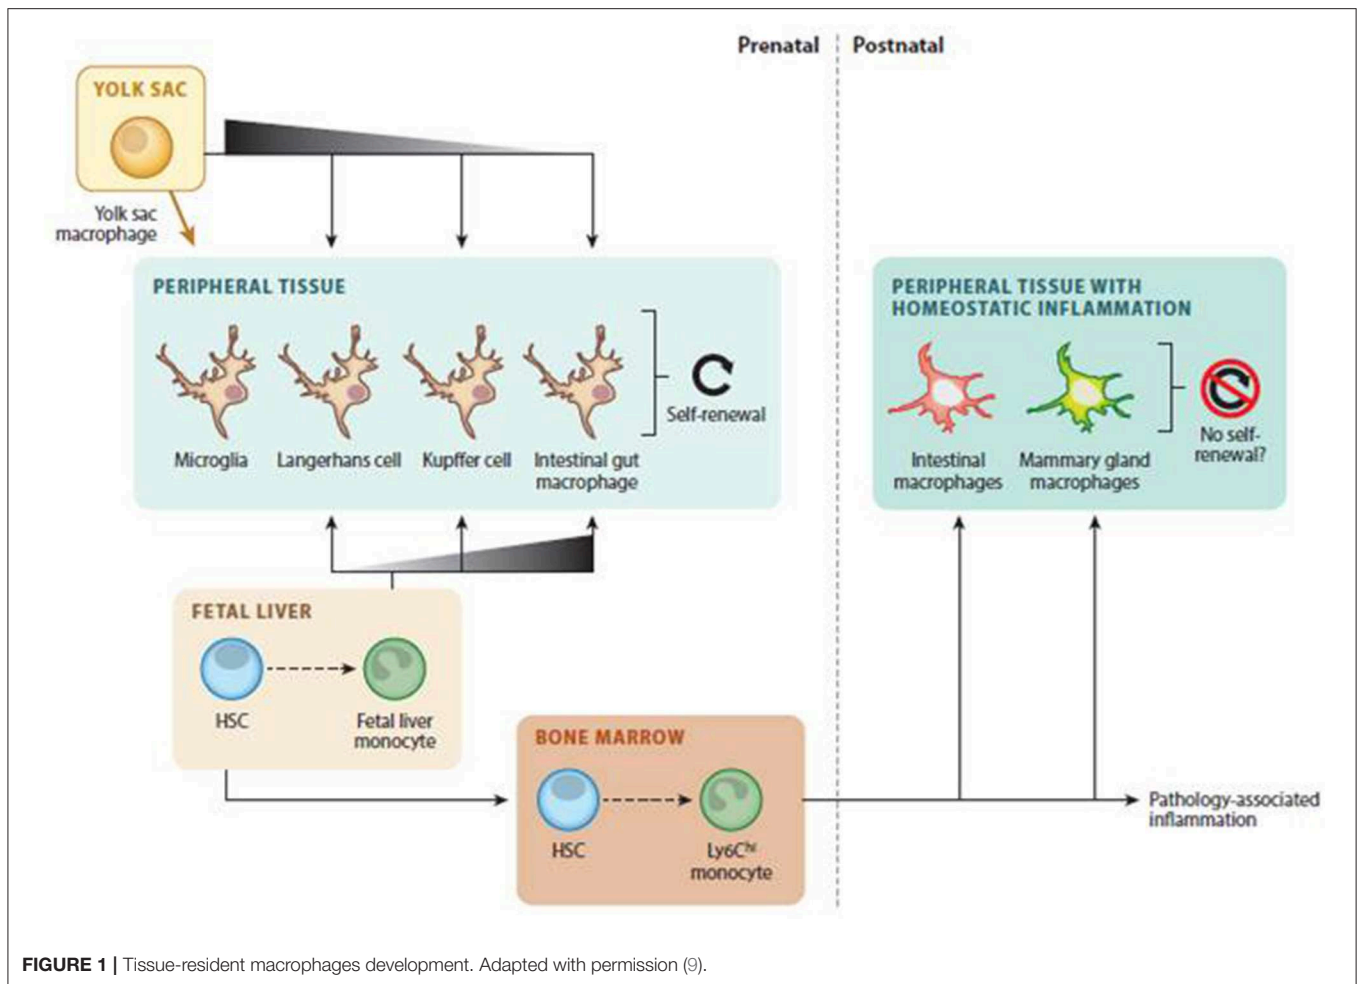 Prenatal
Postnatal
YOLK SAC
Yolk sac
macrophage
PERIPHERAL TISSUE
Microglia
Langerhans cell
Kupffer cell
Intestinal gut
macrophage
Self-renewal
PERIPHERAL TISSUE WITH
HOMEOSTATIC INFLAMMATION
Intestinal
macrophages
Mammary gland
macrophages
No self-
renewal?
FETAL LIVER
HSC
Fetal liver
monocyte
BONE MARROW
HSC
Ly6Chi
monocyte
Pathology-associated
inflammation
FIGURE 1 | Tissue-resident macrophages development. Adapted with permission (9).